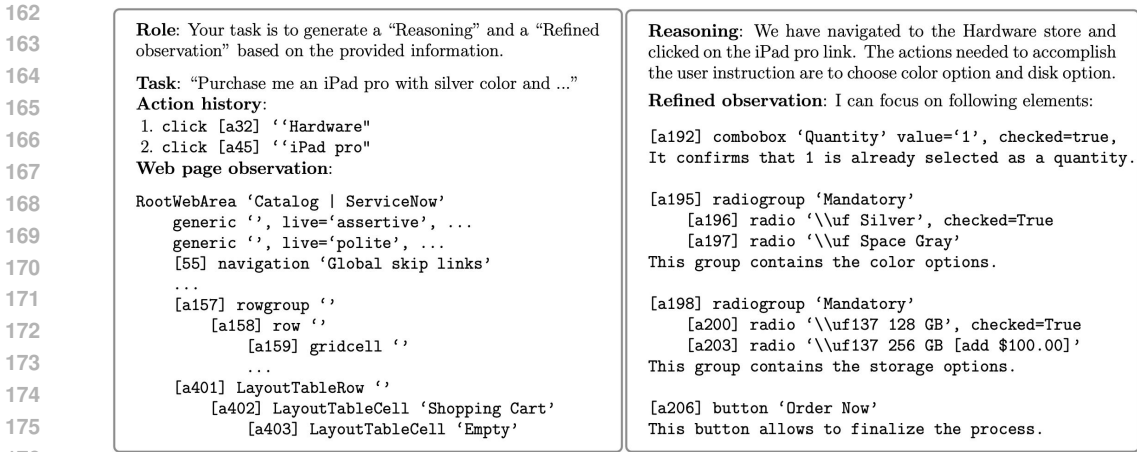 162
163
164
165
166
167
168
169
170
171
172
173
174
175
Role: Your task is to generate a “Reasoning” and a “Refined
observation” based on the provided information.
Task: “Purchase me an iPad pro with silver color and ...”
Action history:
1. click [a32] ‘‘Hardware"
2. click [a45] ‘‘iPad pro"
Web page observation:
RootWebArea ‘Catalog | ServiceNow’
generic ‘’, live=‘assertive’, ...
generic ‘’, live=‘polite’, ...
[55] navigation ‘Global skip links’
...
[a157] rowgroup ‘’
[a158] row ‘’
[a159] gridcell ‘’
...
[a401] LayoutTableRow ‘’
[a402] LayoutTableCell ‘Shopping Cart’
[a403] LayoutTableCell ‘Empty’
Reasoning: We have navigated to the Hardware store and
clicked on the iPad pro link. The actions needed to accomplish
the user instruction are to choose color option and disk option.
Refined observation: I can focus on following elements:
[a192] combobox ‘Quantity’ value=‘1’, checked=true,
It confirms that 1 is already selected as a quantity.
[a195] radiogroup ‘Mandatory’
[a196] radio ‘\\uf Silver’, checked=True
[a197] radio ‘\\uf Space Gray’
This group contains the color options.
[a198] radiogroup ‘Mandatory’
[a200] radio ‘\\uf137 128 GB’, checked=True
[a203] radio ‘\\uf137 256 GB [add $100.00]’
This group contains the storage options.
[a206] button ‘Order Now’
This button allows to finalize the process.